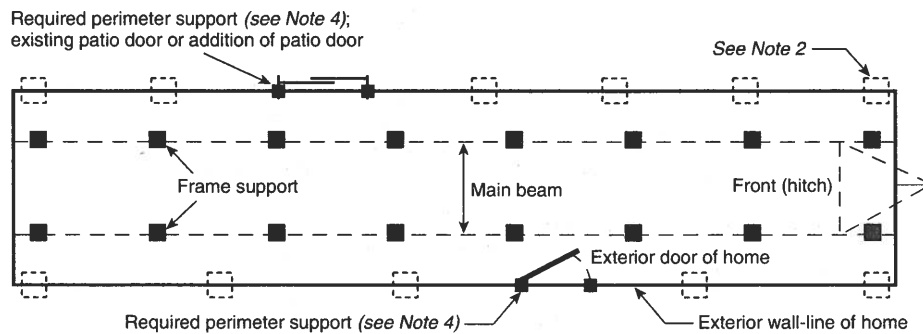 Required perimeter support (see Note 4);
existing patio door or addition of patio door
See Note 2
Frame support
Main beam
Front (hitch)
Exterior door of home
Required perimeter support (see Note 4)
Exterior wall-line of home